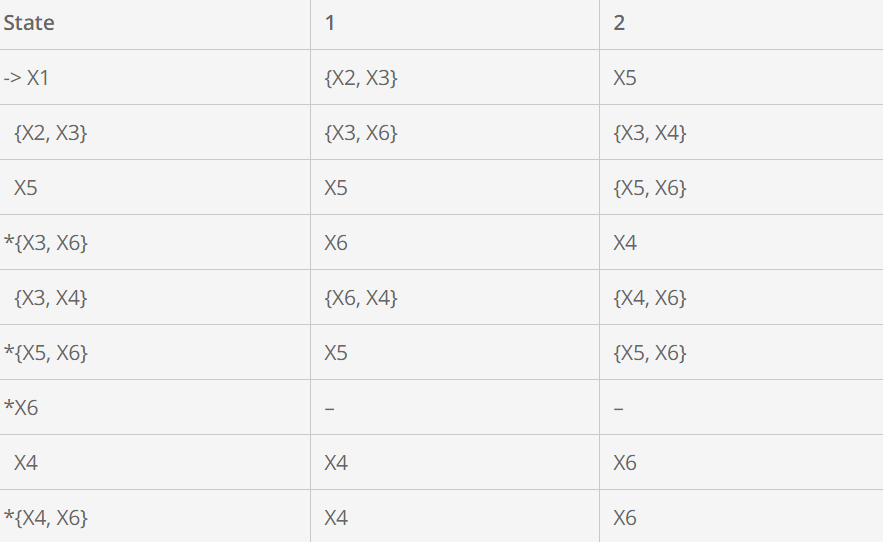 State 1 2
-> X1 {X2, X3} X5
{X2, X3} {X3, X6} {X3, X4}
X5 X5 {X5, X6}
*{X3, X6} X6 X4
{X3, X4} {X6, X4} {X4, X6}
*{X5, X6} X5 {X5, X6}
*X6 – –
X4 X4 X6
*{X4, X6} X4 X6